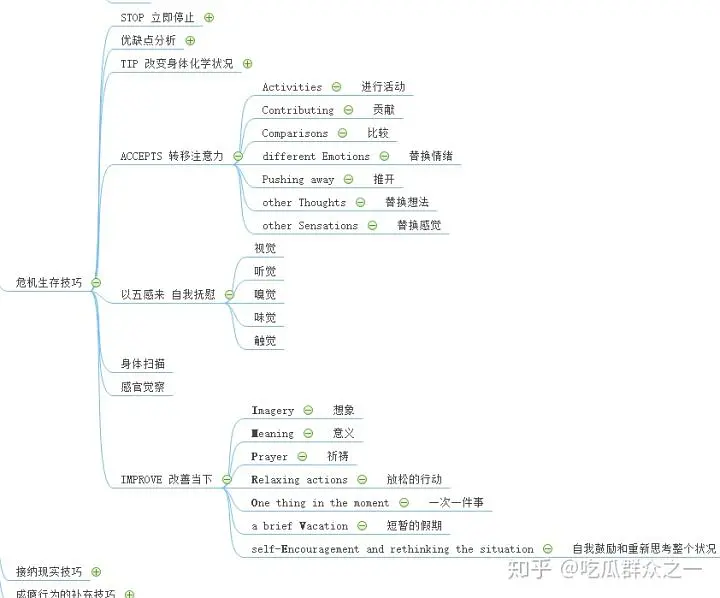 STOP 立即停止
优缺点分析
TIP 改变身体化学状况
ACCEPTS 转移注意力
Activities 进行活动
Contributing 贡献
Comparisons 比较
different Emotions 替换情绪
Pushing away 推开
other Thoughts 替换想法
other Sensations 替换感觉
危机生存技巧
以五感来 自我抚慰
视觉
听觉
嗅觉
味觉
触觉
身体扫描
感官觉察
IMPROVE 改善当下
Imagery 想象
Meaning 意义
Prayer 祈祷
Relaxing actions 放松的行动
One thing in the moment 一次一件事
a brief Vacation 短暂的假期
self-Encouragement and rethinking the situation 自我鼓励和重新思考整个状况
接纳现实技巧
成瘾行为的补充技巧
知乎 @吃瓜群众之一